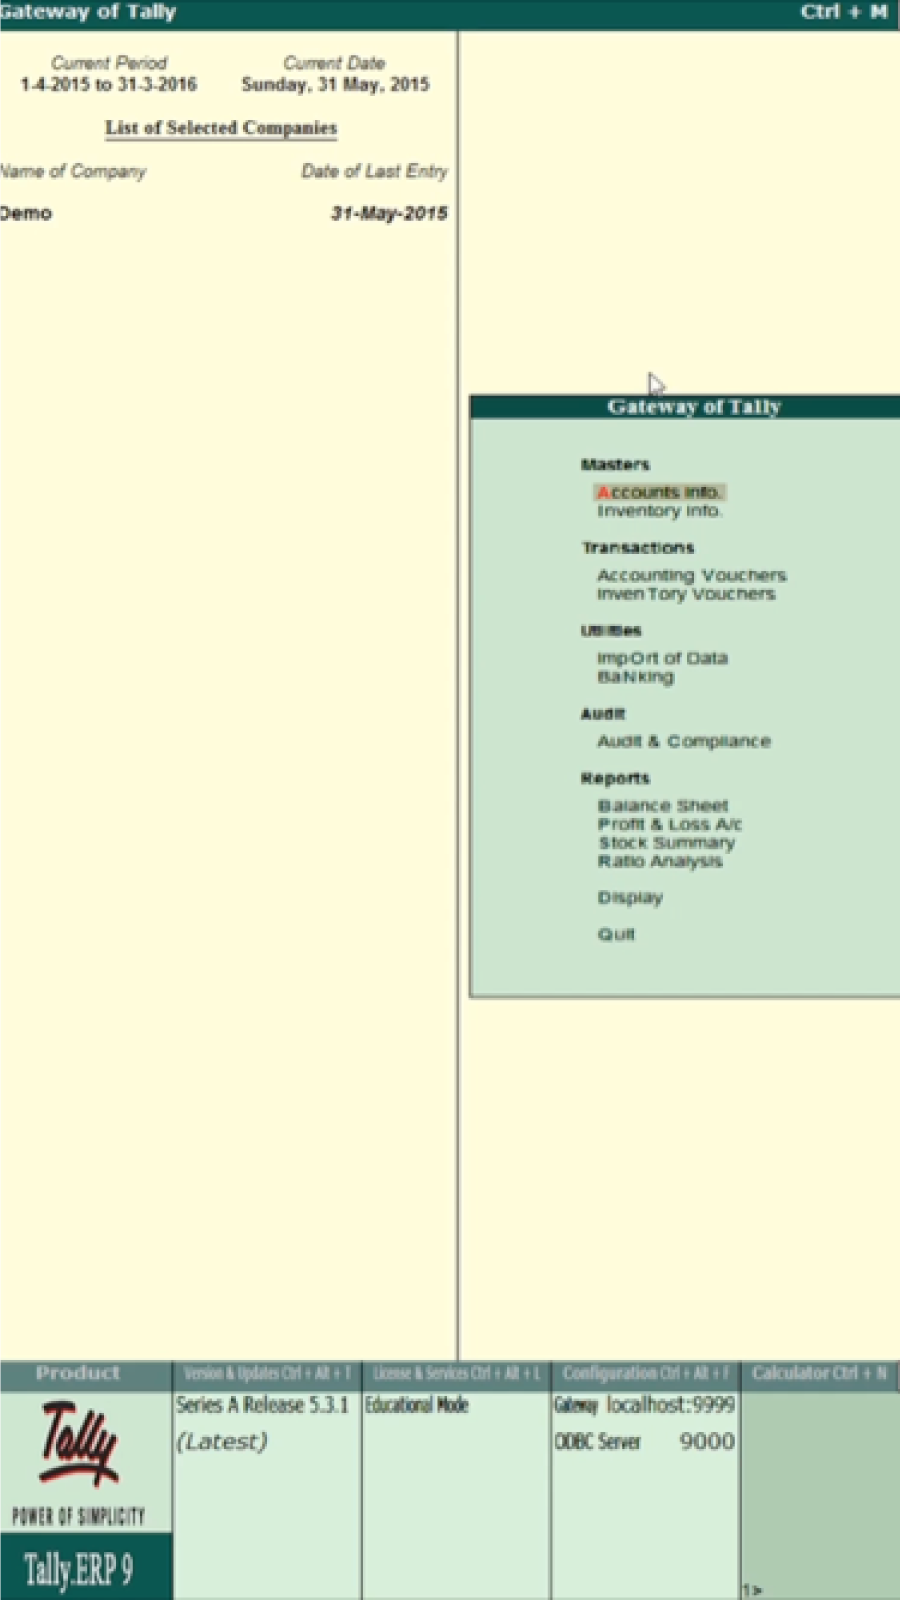 Gateway of Tally Ctrl + M
Current Period Current Date
1-4-2015 to 31-3-2016 Sunday, 31 May, 2015
List of Selected Companies
Name of Company Date of Last Entry
Demo 31-May-2015
Gateway of Tally
Masters
Accounts Info.
Inventory Info.
Transactions
Accounting Vouchers
InvenTory Vouchers
Utilities
ImpOrt of Data
BaNking
Audit
Audit & Compliance
Reports
Balance Sheet
Profit & Loss A/c
Stock Summary
Ratio Analysis
Display
Quit
Product Version & Updates Ctrl + Alt + T License & Services Ctrl + Alt + L Configuration Ctrl + Alt + F Calculator Ctrl + N
Tally
POWER OF SIMPLICITY
Tally.ERP 9
Series A Release 5.3.1
(Latest)
Educational Mode
Gateway localhost:9999
ODBC Server 9000
1>